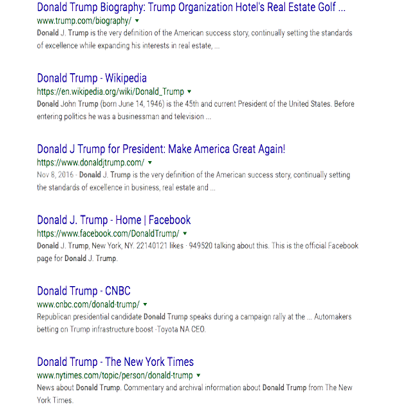 Donald Trump Biography: Trump Organization Hotel's Real Estate Golf ...
www.trump.com/biography/
Donald J. Trump is the very definition of the American success story, continually setting the standards
of excellence while expanding his interests in real estate, ...
Donald Trump - Wikipedia
https://en.wikipedia.org/wiki/Donald_Trump
Donald John Trump (born June 14, 1946) is the 45th and current President of the United States. Before
entering politics he was a businessman and television ...
Donald J Trump for President: Make America Great Again!
https://www.donaldjtrump.com/
Nov 8, 2016 - Donald J. Trump is the very definition of the American success story, continually setting
the standards of excellence in business, real estate and ...
Donald J. Trump - Home | Facebook
https://www.facebook.com/DonaldTrump/
Donald J. Trump, New York, NY. 22140121 likes · 949520 talking about this. This is the official Facebook
page for Donald J. Trump.
Donald Trump - CNBC
www.cnbc.com/donald-trump/
Republican presidential candidate Donald Trump speaks during a campaign rally at the ... Automakers
betting on Trump infrastructure boost -Toyota NA CEO.
Donald Trump - The New York Times
www.nytimes.com/topic/person/donald-trump
News about Donald Trump. Commentary and archival information about Donald Trump from The New
York Times.